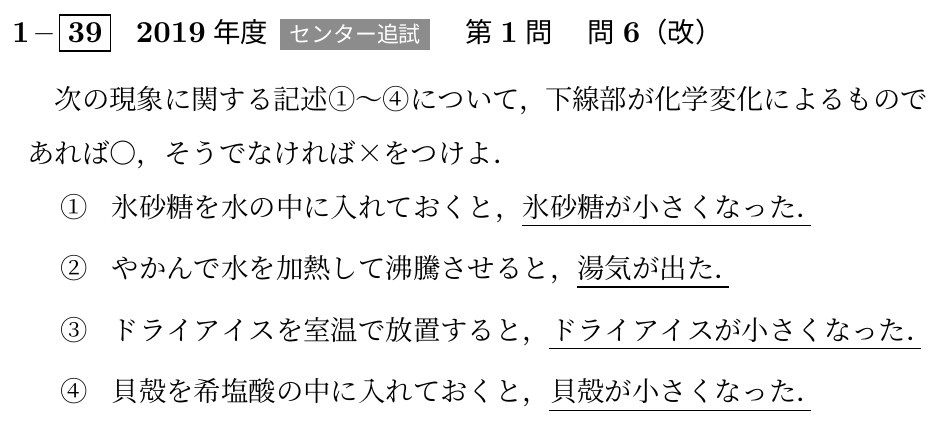 1－39 2019年度 センター追試 第1問 問6（改）
次の現象に関する記述①～④について，下線部が化学変化によるもので
あれば○，そうでなければ×をつけよ．
① 氷砂糖を水の中に入れておくと，氷砂糖が小さくなった．
② やかんで水を加熱して沸騰させると，湯気が出た．
③ ドライアイスを室温で放置すると，ドライアイスが小さくなった．
④ 貝殻を希塩酸の中に入れておくと，貝殻が小さくなった．